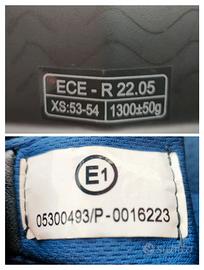 ECE - R 22.05
XS:53-54 1300±50g
E1
05300493/P-0016223